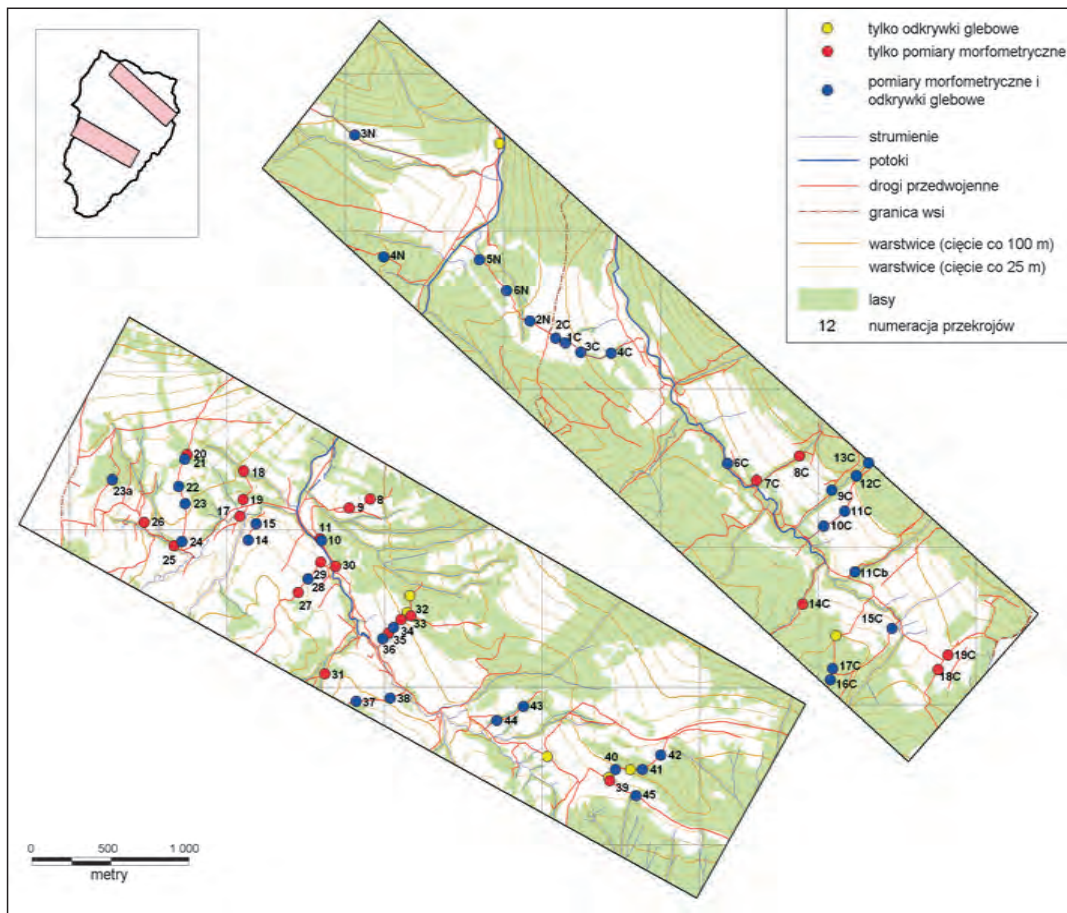 tylko odkrywki glebowe
tylko pomiary morfometryczne
pomiary morfometryczne i
odkrywki glebowe
strumienie
potoki
drogi przedwojenne
granica wsi
warstwice (cięcie co 100 m)
warstwice (cięcie co 25 m)
lasy
12 numeracja przekrojów
3N
4N
5N
6N
2N
2C
1C
3C
4C
6C
7C
8C
13C
12C
9C
11C
10C
11Cb
14C
15C
17C
16C
19C
18C
20
21
18
22
23a
23
19
17
15
26
14
24
25
8
9
11
10
29
30
28
27
32
33
34
35
36
31
37
38
43
44
42
40
41
39
45
0 500 1 000
metry